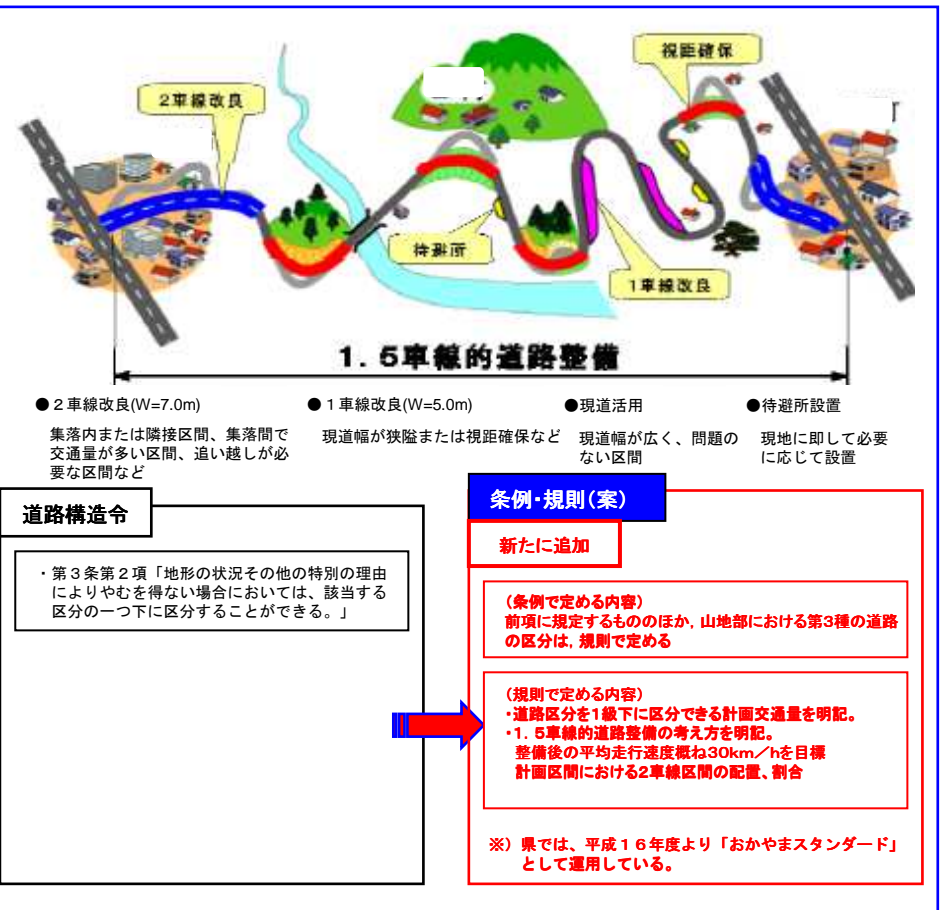 視距確保
2車線改良
待避所
1車線改良
1．5車線的道路整備
●２車線改良(W=7.0m)
集落内または隣接区間、集落間で
交通量が多い区間、追い越しが必
要な区間など
●１車線改良(W=5.0m)
現道幅が狭隘または視距確保など
●現道活用
現道幅が広く、問題の
ない区間
●待避所設置
現地に即して必要
に応じて設置
道路構造令
・第３条第２項「地形の状況その他の特別の理由
によりやむを得ない場合においては、該当する
区分の一つ下に区分することができる。」
条例・規則（案）
新たに追加
（条例で定める内容）
前項に規定するもののほか，山地部における第3種の道路
の区分は，規則で定める
（規則で定める内容）
・道路区分を1級下に区分できる計画交通量を明記。
・1．5車線的道路整備の考え方を明記。
整備後の平均走行速度概ね30km／hを目標
計画区間における2車線区間の配置、割合
※）県では、平成１６年度より「おかやまスタンダード」
として運用している。